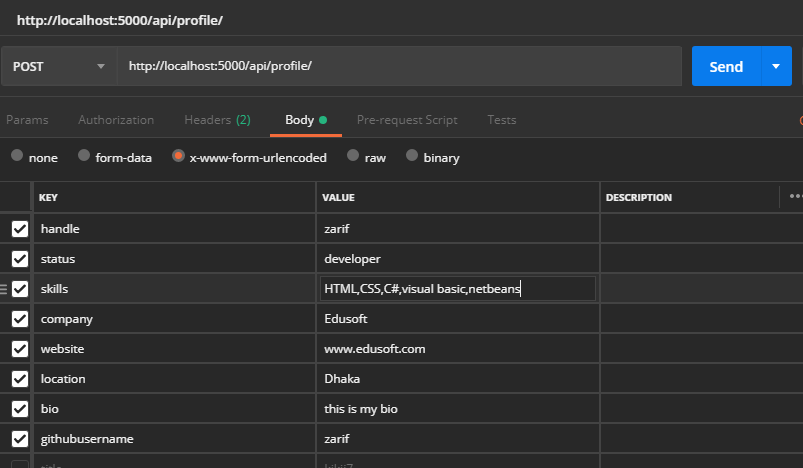 http://localhost:5000/api/profile/
POST http://localhost:5000/api/profile/ Send
Params Authorization Headers (2) Body Pre-request Script Tests
none form-data x-www-form-urlencoded raw binary
KEY VALUE DESCRIPTION
handle zarif
status developer
skills HTML,CSS,C#,visual basic,netbeans
company Edusoft
website www.edusoft.com
location Dhaka
bio this is my bio
githubusername zarif